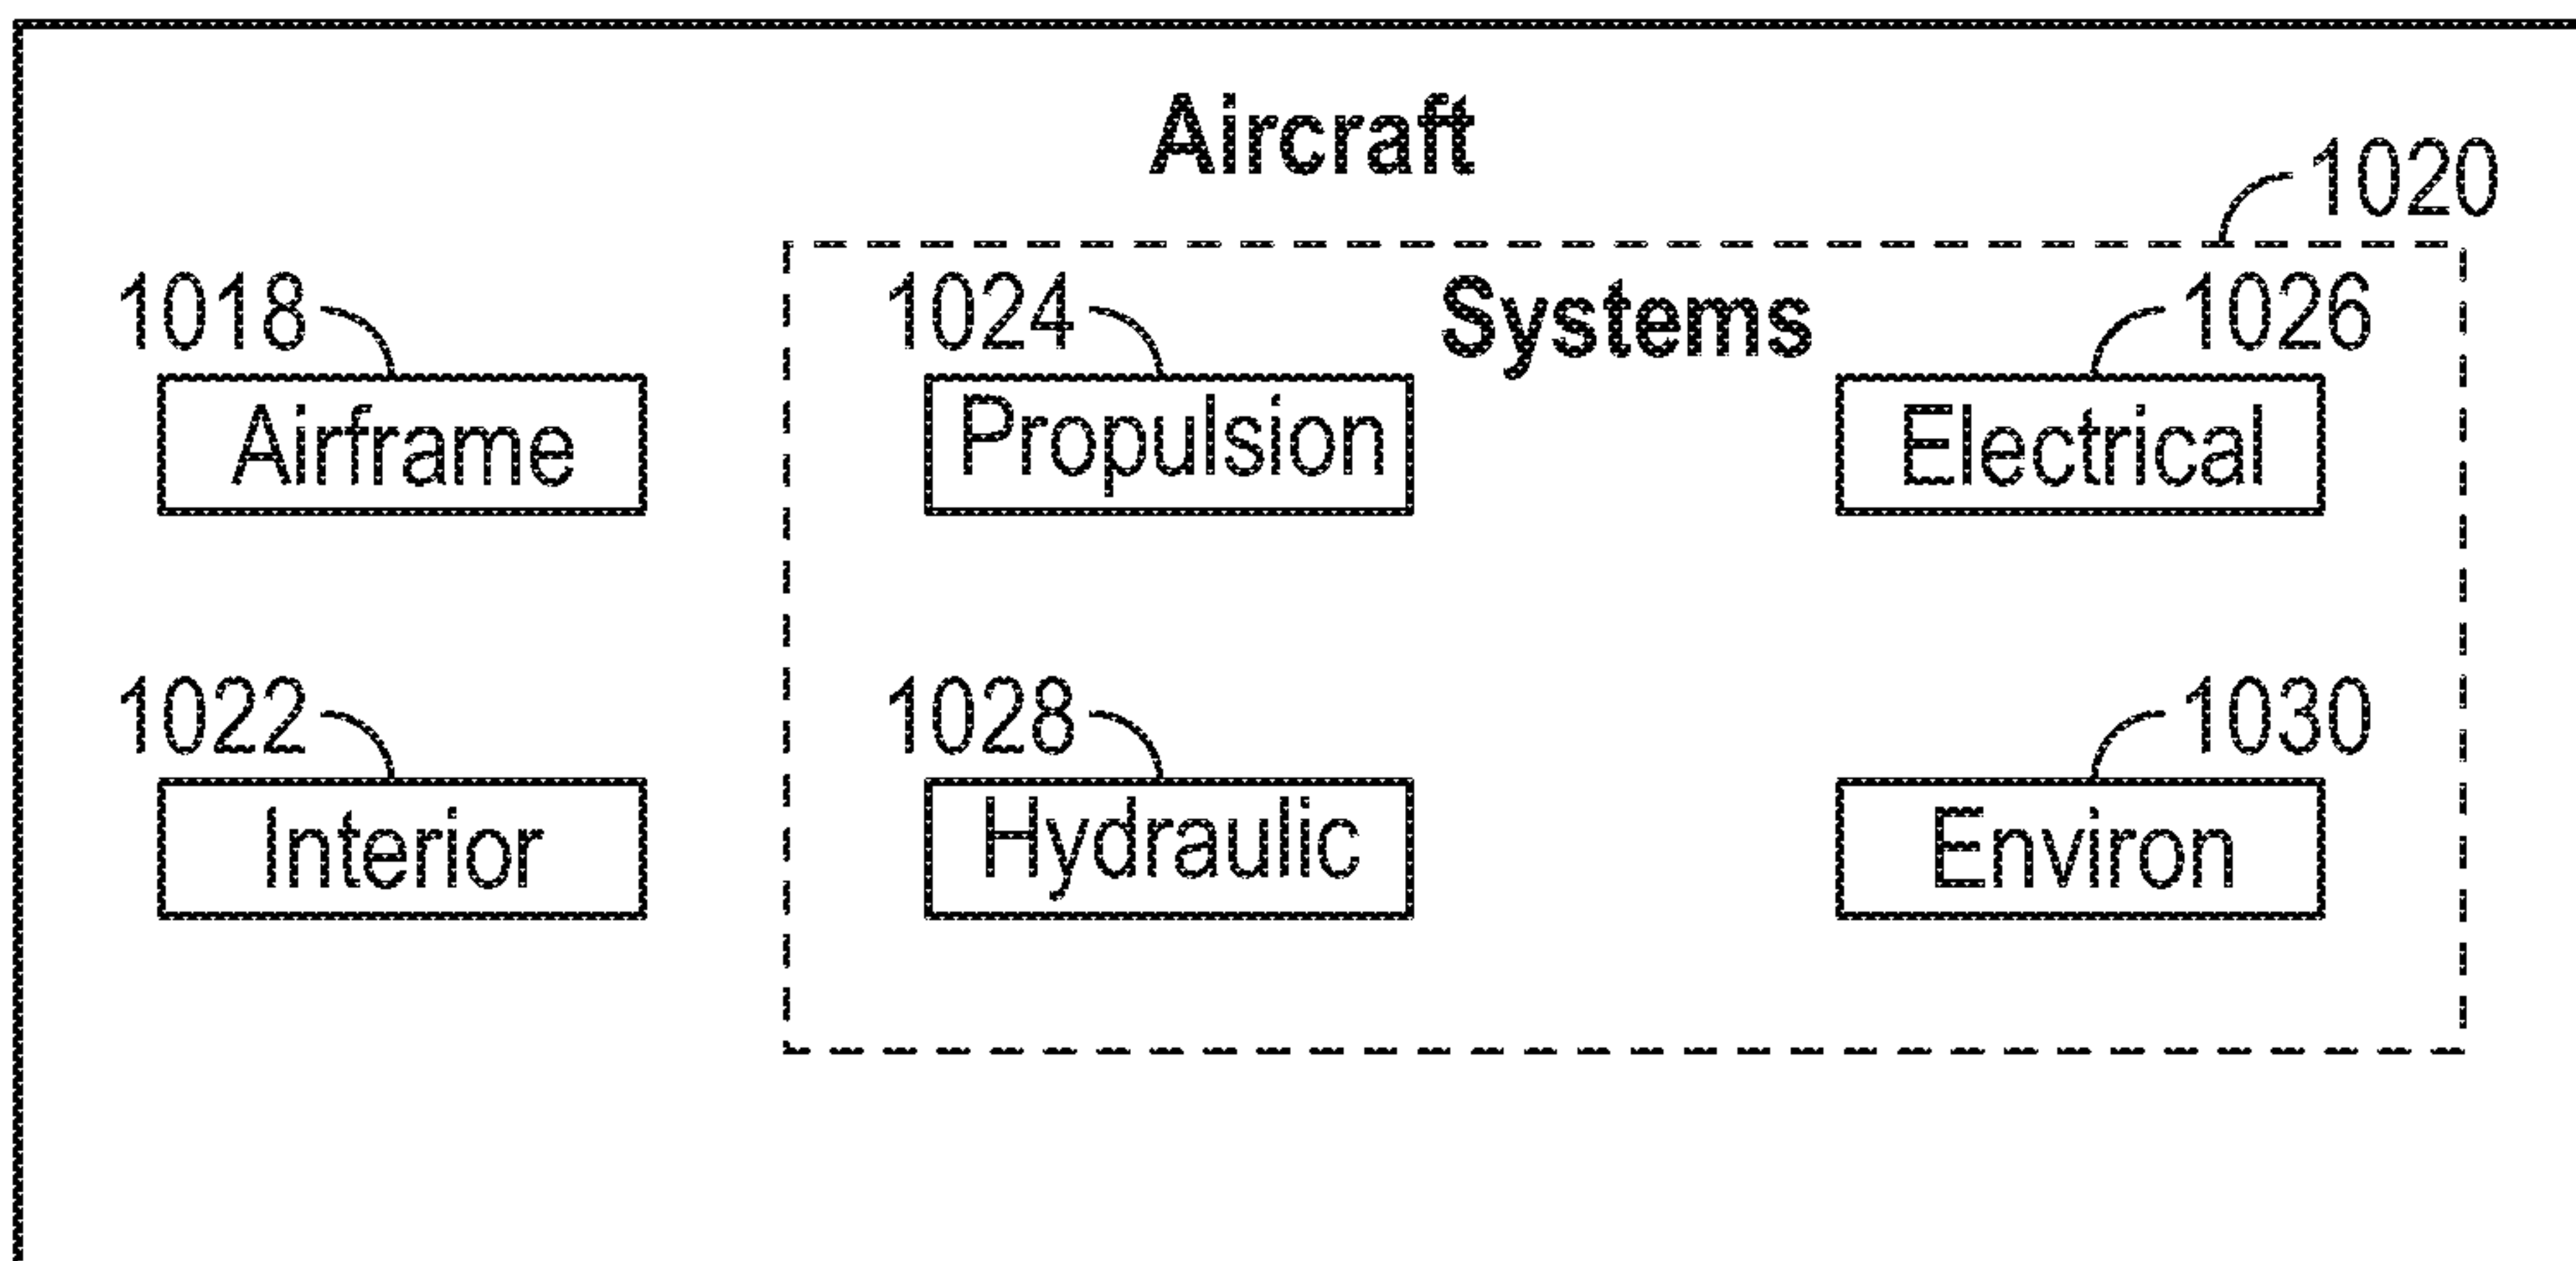 Aircraft
1020
1018
1024
Systems
1026
Airframe
Propulsion
Electrical
1022
1028
1030
Interior
Hydraulic
Environ